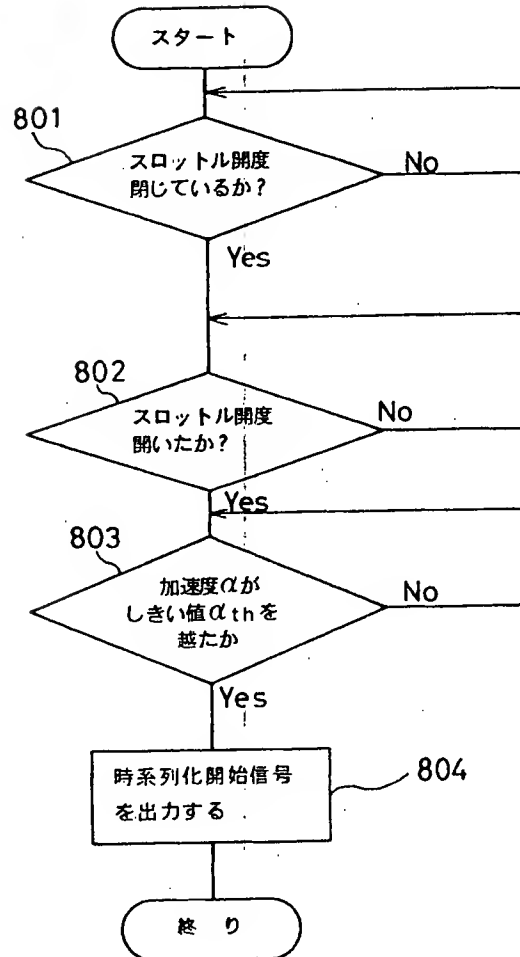 スタート
801
スロットル開度
閉じているか?
No
Yes
802
スロットル開度
開いたか?
No
Yes
803
加速度αが
しきい値αthを
越たか
No
Yes
時系列化開始信号
を出力する
804
終り